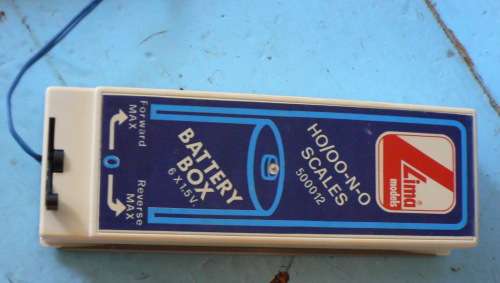 Lima®
models
HO/OO-N-O
SCALES
500012
BATTERY
BOX
6 X 1.5 V.
Forward
MAX
0
Reverse
MAX